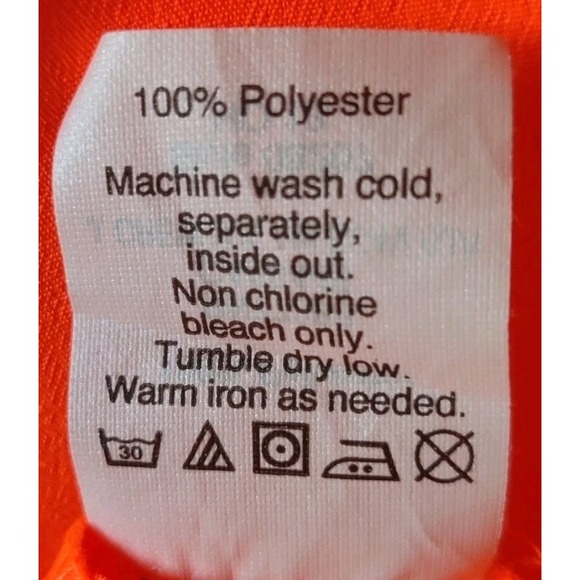 100% Polyester
Machine wash cold,
separately,
inside out.
Non chlorine
bleach only.
Tumble dry low.
Warm iron as needed.
30